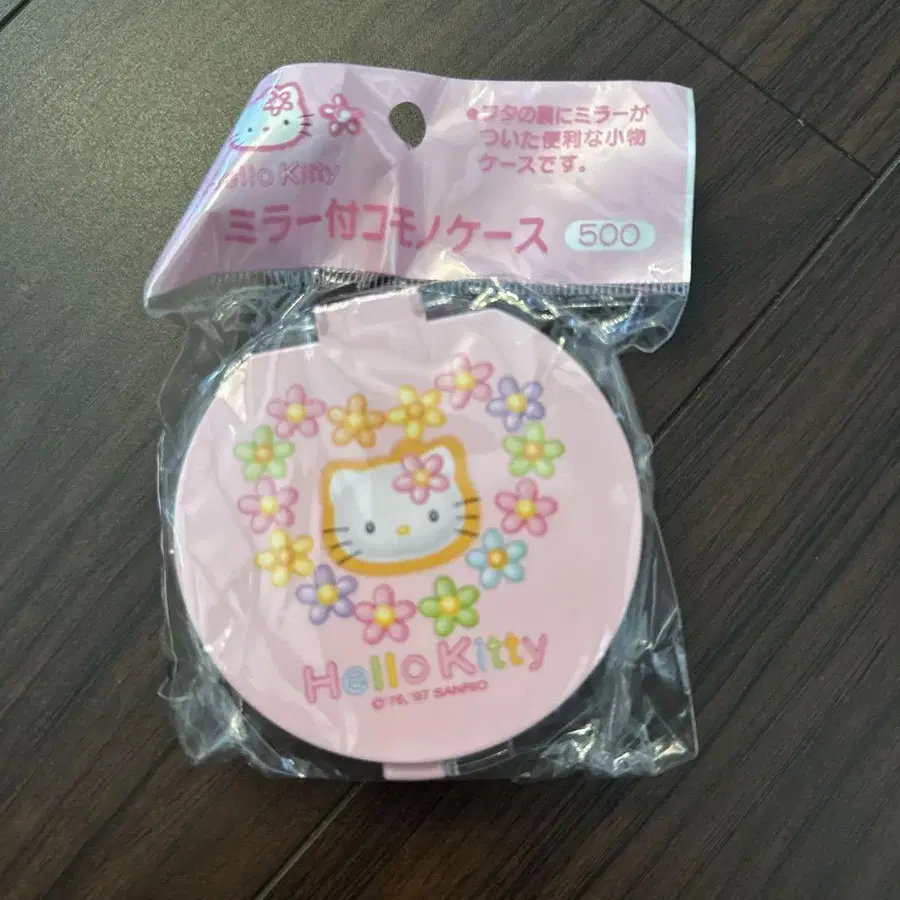 Hello Kitty
●フタの裏にミラーが
ついた便利な小物
ケースです。
ミラー付コモノケース 500
Hello Kitty
©'76, '97 SANRIO